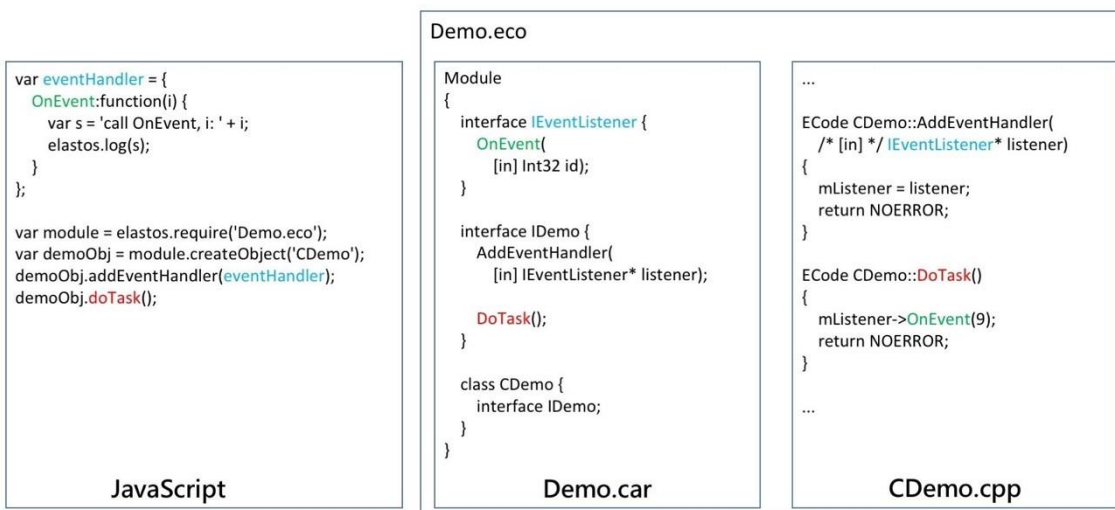 Demo.eco
var eventHandler = {
OnEvent:function(i) {
var s = 'call OnEvent, i: ' + i;
elastos.log(s);
}
};
var module = elastos.require('Demo.eco');
var demoObj = module.createObject('CDemo');
demoObj.addEventHandler(eventHandler);
demoObj.doTask();
JavaScript
Module
{
interface IEventListener {
OnEvent(
[in] Int32 id);
}
interface IDemo {
AddEventHandler(
[in] IEventListener* listener);
DoTask();
}
class CDemo {
interface IDemo;
}
}
Demo.car
...
ECode CDemo::AddEventHandler(
/* [in] */ IEventListener* listener)
{
mListener = listener;
return NOERROR;
}
ECode CDemo::DoTask()
{
mListener->OnEvent(9);
return NOERROR;
}
...
CDemo.cpp